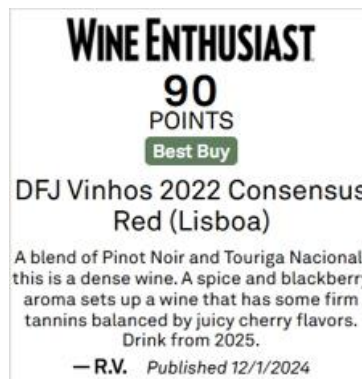 WINE ENTHUSIAST
90
POINTS
Best Buy
DFJ Vinhos 2022 Consensus
Red (Lisboa)
A blend of Pinot Noir and Touriga Nacional
this is a dense wine. A spice and blackberry
aroma sets up a wine that has some firm
tannins balanced by juicy cherry flavors.
Drink from 2025.
— R.V. Published 12/1/2024